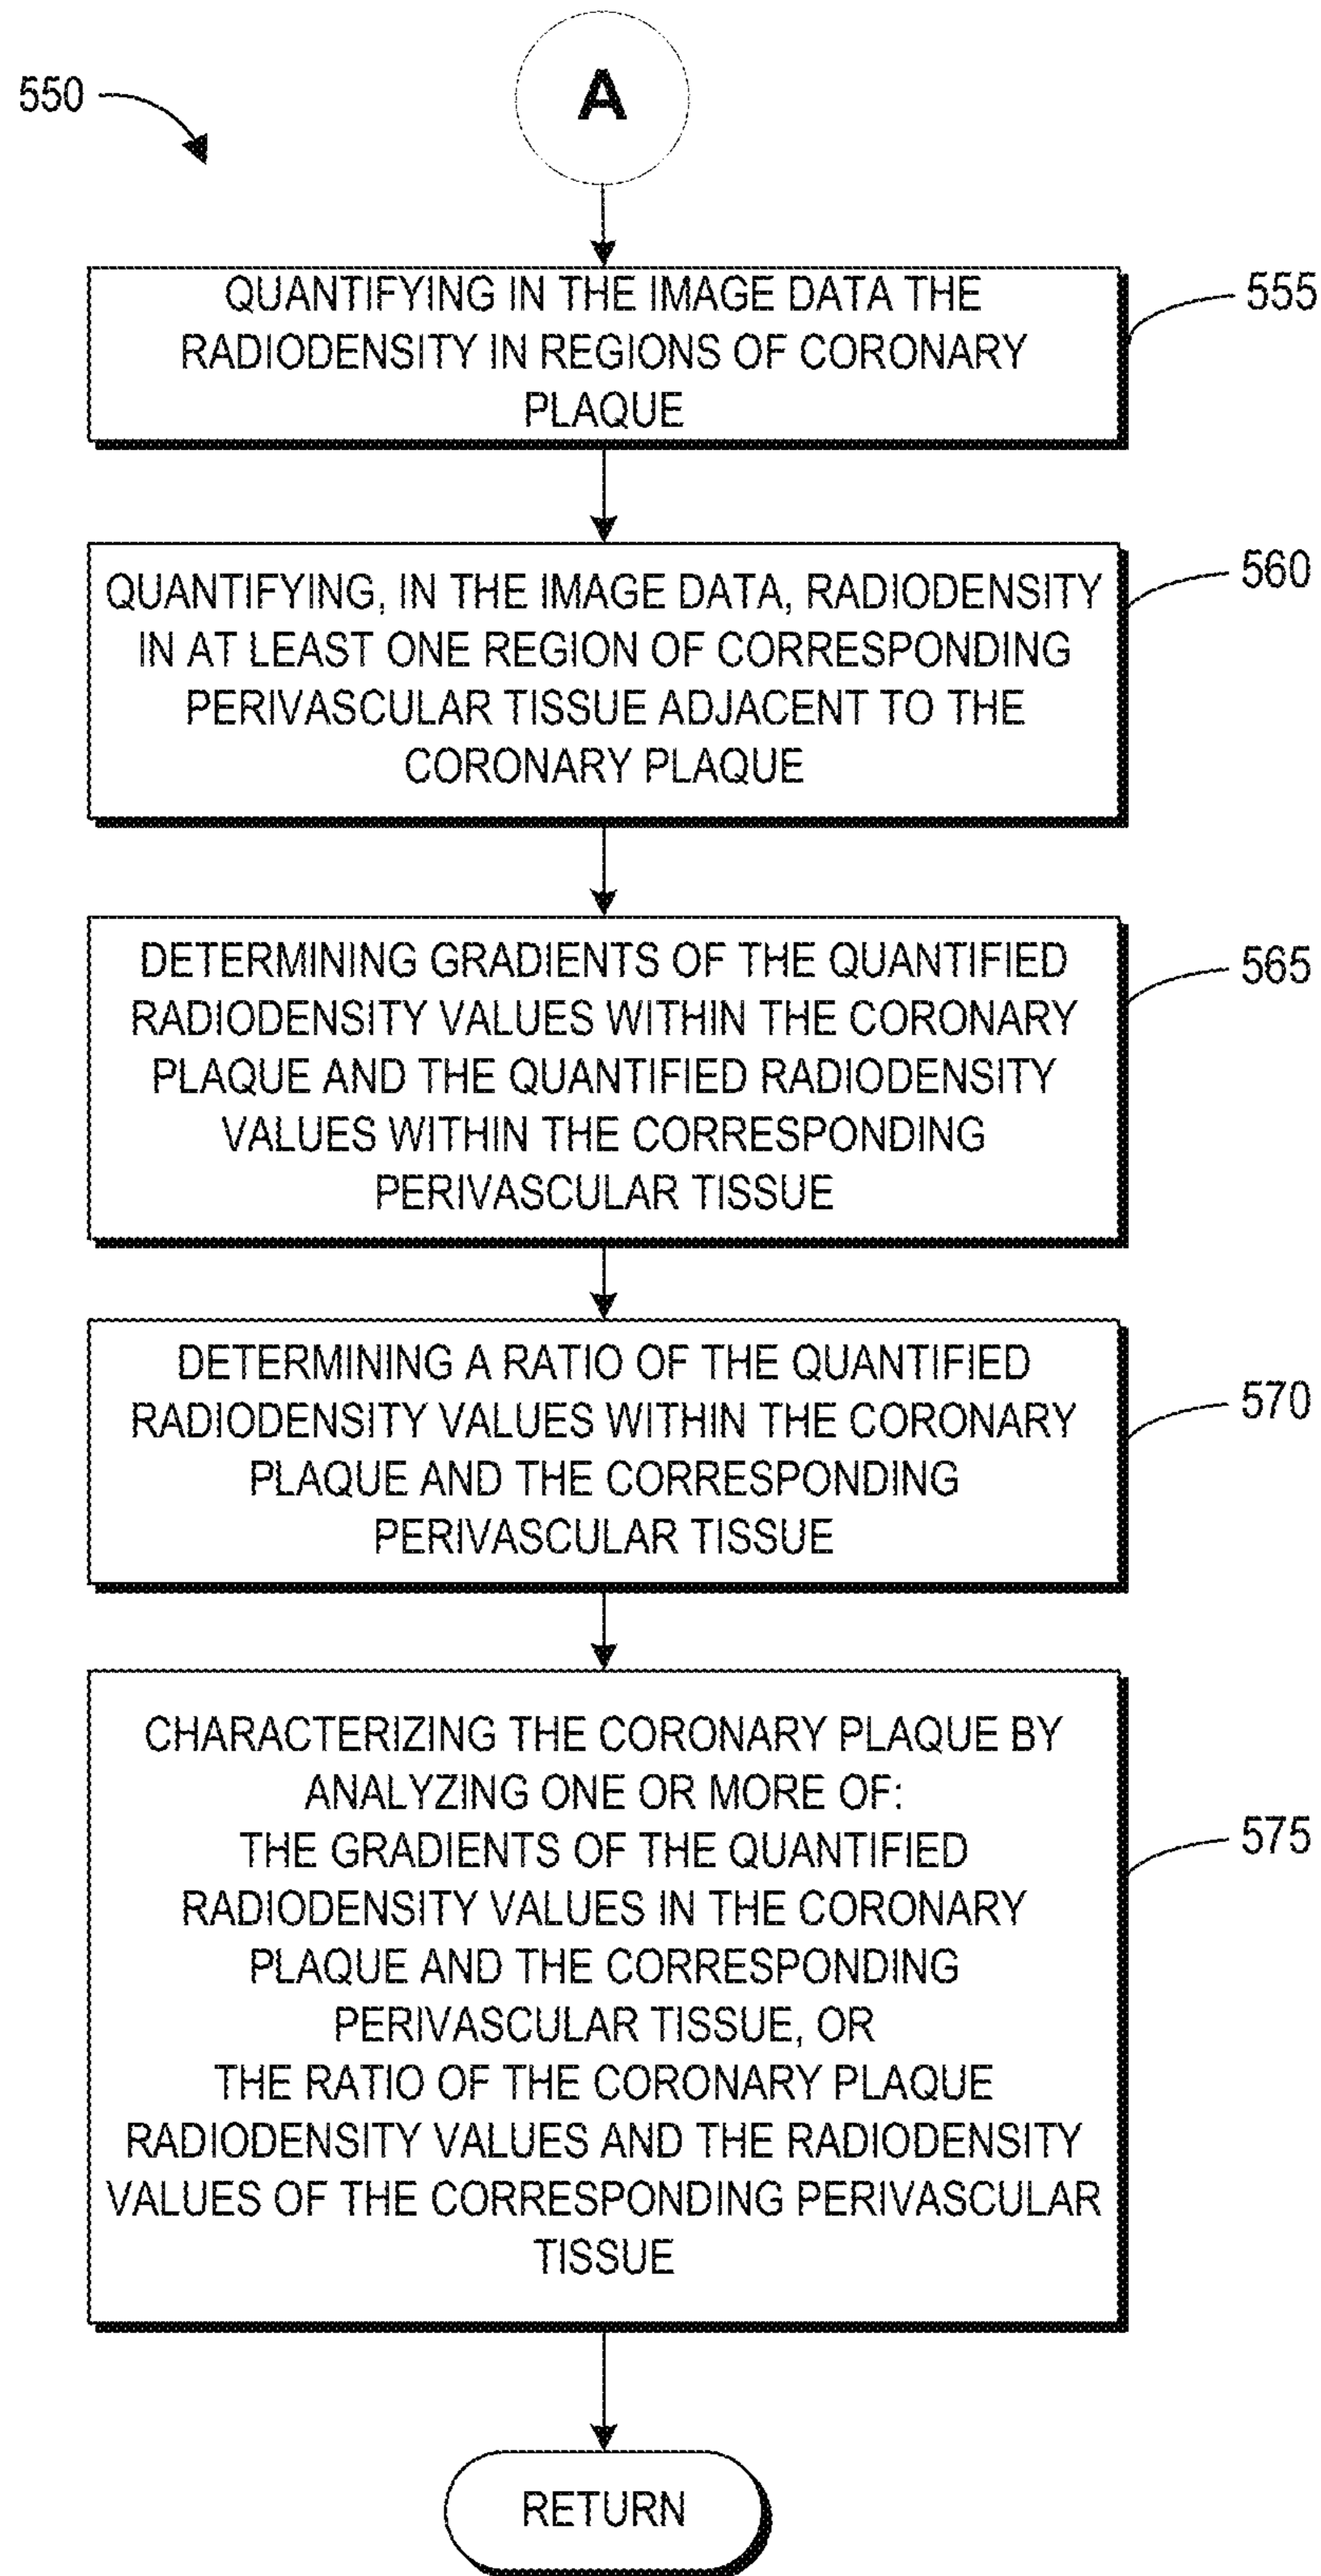 550
A
QUANTIFYING IN THE IMAGE DATA THE
RADIODENSITY IN REGIONS OF CORONARY
PLAQUE
555
QUANTIFYING, IN THE IMAGE DATA, RADIODENSITY
IN AT LEAST ONE REGION OF CORRESPONDING
PERIVASCULAR TISSUE ADJACENT TO THE
CORONARY PLAQUE
560
DETERMINING GRADIENTS OF THE QUANTIFIED
RADIODENSITY VALUES WITHIN THE CORONARY
PLAQUE AND THE QUANTIFIED RADIODENSITY
VALUES WITHIN THE CORRESPONDING
PERIVASCULAR TISSUE
565
DETERMINING A RATIO OF THE QUANTIFIED
RADIODENSITY VALUES WITHIN THE CORONARY
PLAQUE AND THE CORRESPONDING
PERIVASCULAR TISSUE
570
CHARACTERIZING THE CORONARY PLAQUE BY
ANALYZING ONE OR MORE OF:
THE GRADIENTS OF THE QUANTIFIED
RADIODENSITY VALUES IN THE CORONARY
PLAQUE AND THE CORRESPONDING
PERIVASCULAR TISSUE, OR
THE RATIO OF THE CORONARY PLAQUE
RADIODENSITY VALUES AND THE RADIODENSITY
VALUES OF THE CORRESPONDING PERIVASCULAR
TISSUE
575
RETURN